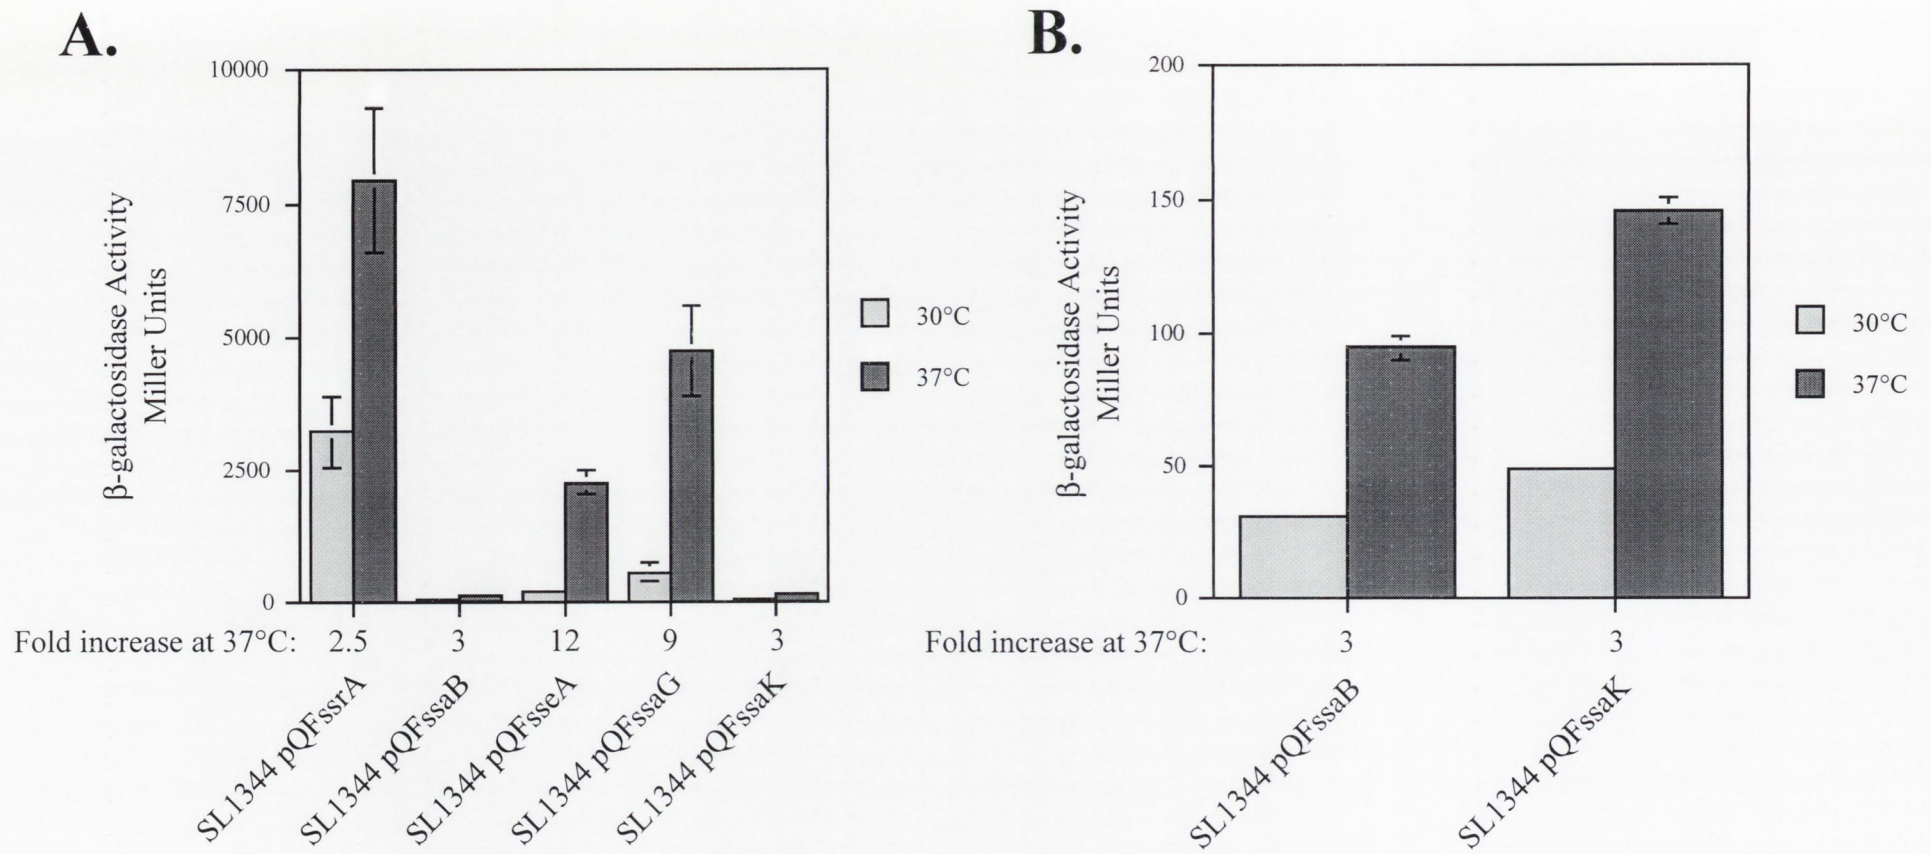 A.
10000
7500
5000
2500
0
β-galactosidase Activity
Miller Units
30°C
37°C
Fold increase at 37°C: 2.5 3 12 9 3
SL1344 pQFssrA
SL1344 pQFssaB
SL1344 pQFsseA
SL1344 pQFssaG
SL1344 pQFssaK
B.
200
150
100
50
0
β-galactosidase Activity
Miller Units
30°C
37°C
Fold increase at 37°C: 3 3
SL1344 pQFssaB
SL1344 pQFssaK